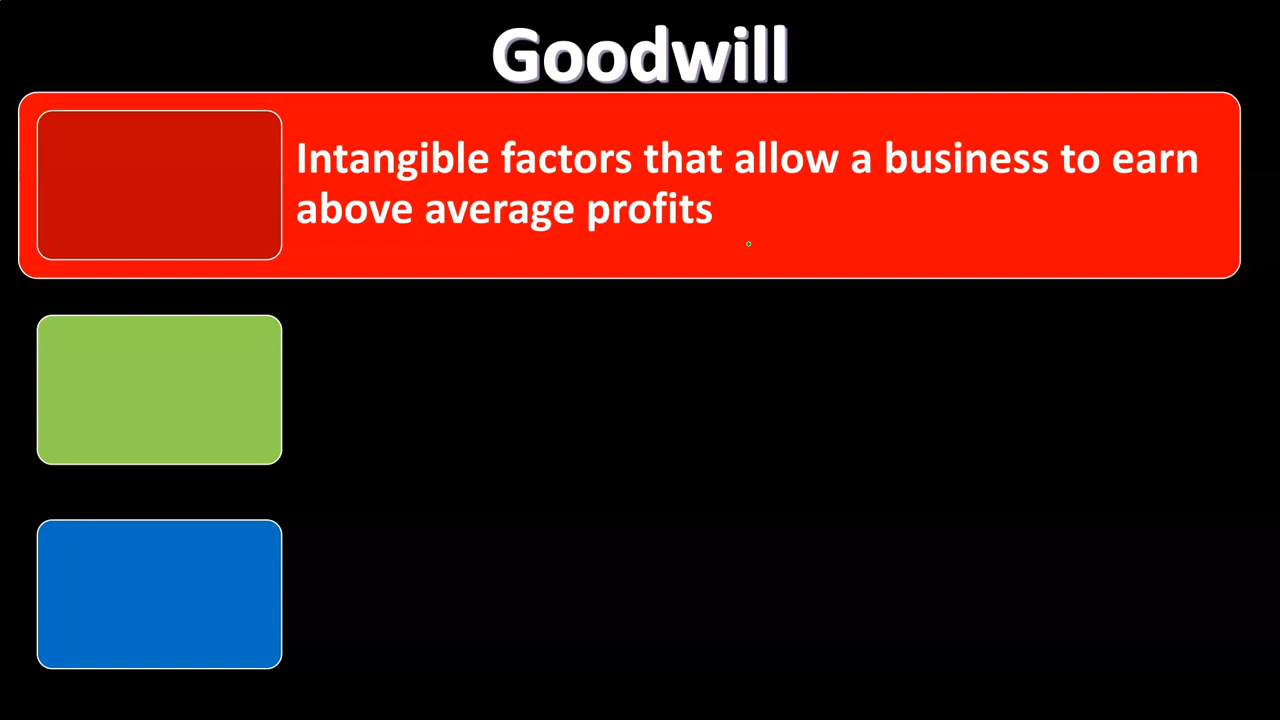 Goodwill
Intangible factors that allow a business to earn
above average profits